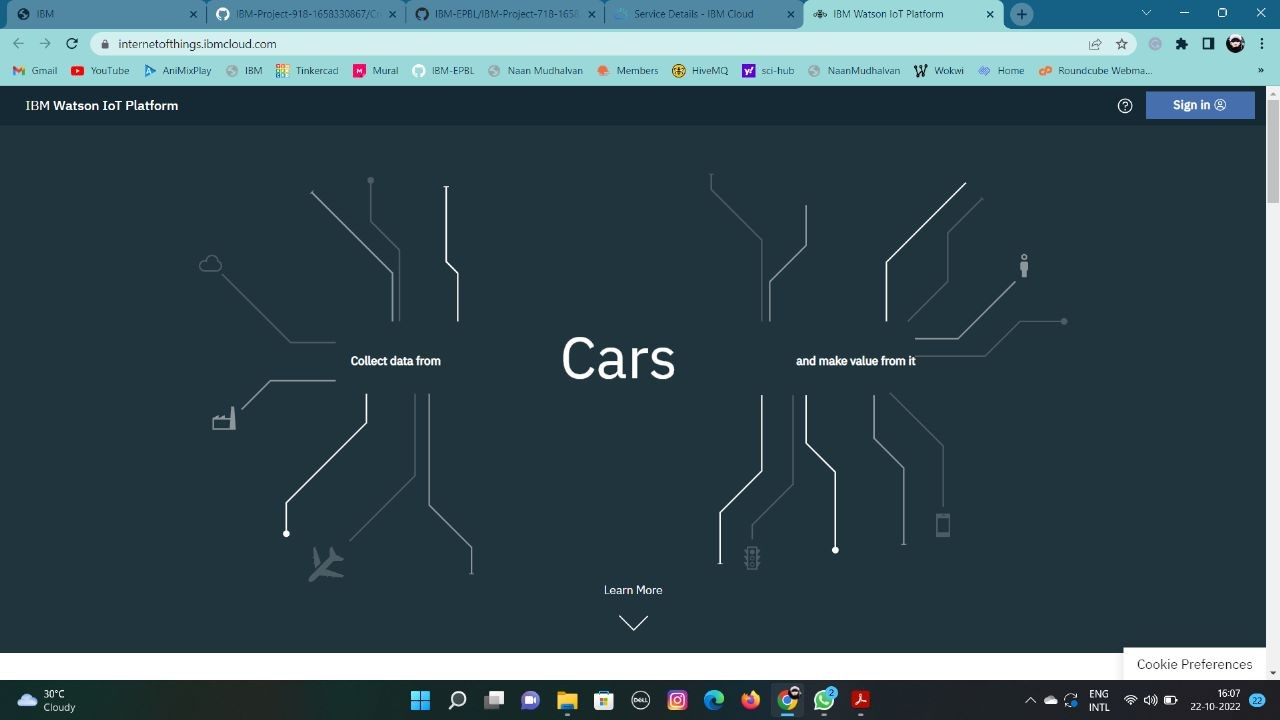 IBM
IBM-Project-918-1658330867/Cre
IBM-EPBL/IBM-Project-718-1658
Service Details - IBM Cloud
IBM Watson IoT Platform
internetofthings.ibmcloud.com
Gmail
YouTube
AniMixPlay
IBM
Tinkercad
Mural
IBM-EPBL
Naan Mudhalvan
Members
HiveMQ
sci-hub
NaanMudhalvan
Wokwi
Home
Roundcube Webma...
IBM Watson IoT Platform
Sign in
Collect data from
Cars
and make value from it
Learn More
Cookie Preferences
30°C
Cloudy
DELL
2
ENG
INTL
16:07
22-10-2022
22